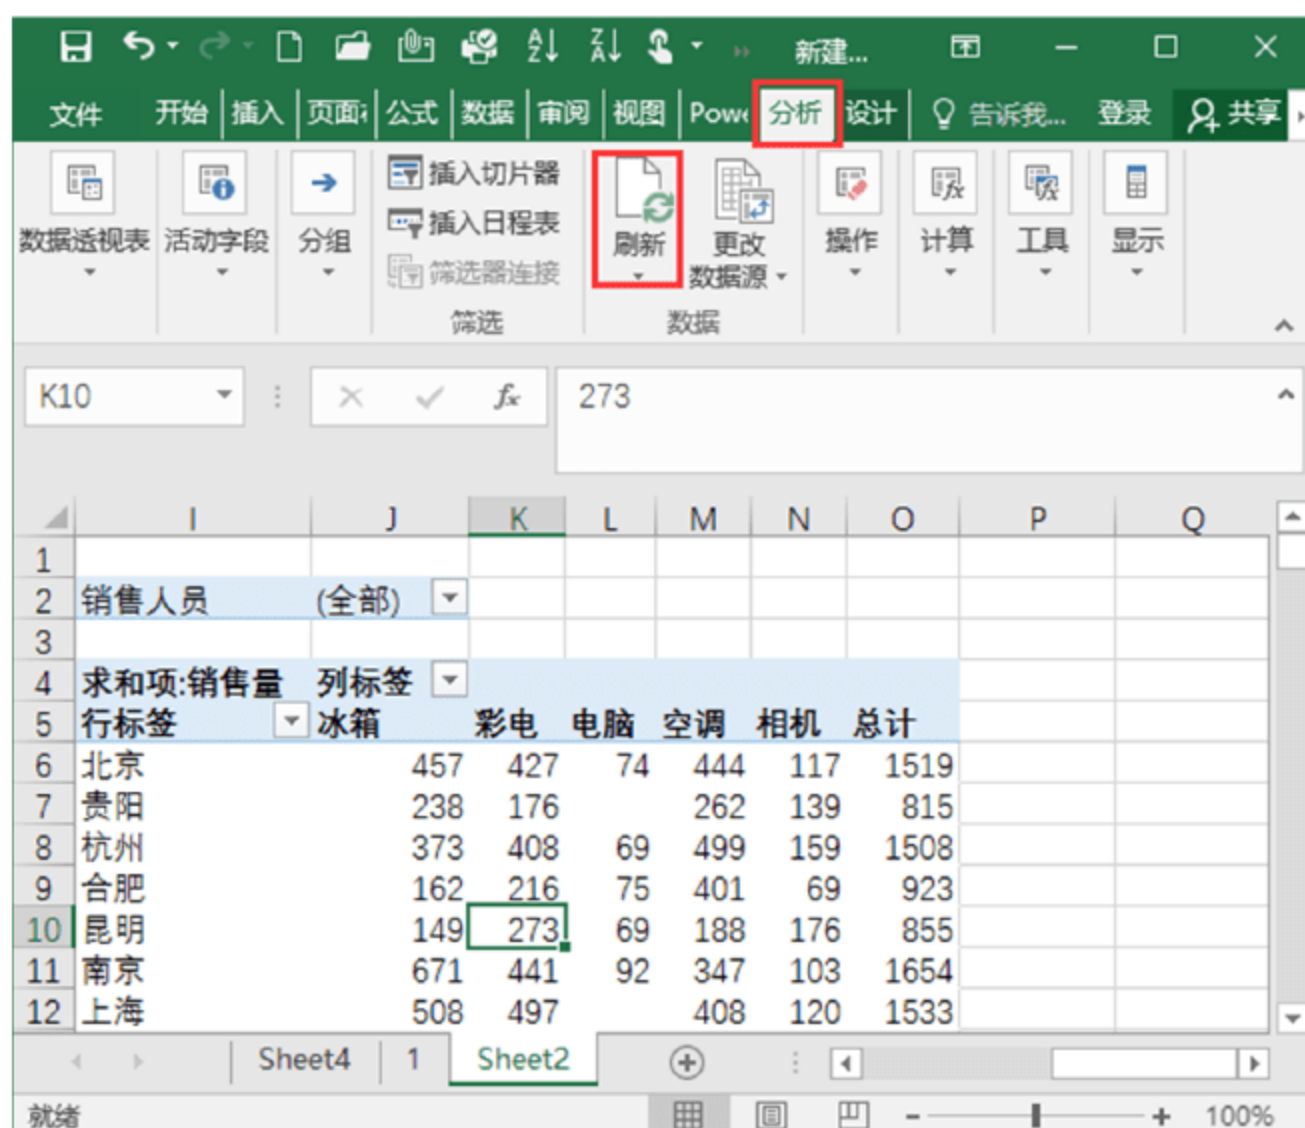 新建...
文件 开始 插入 页面 公式 数据 审阅 视图 Powe 分析 设计 告诉我... 登录 共享
数据透视表 活动字段 分组 插入切片器 插入日程表 筛选器连接 刷新 更改 数据源 操作 计算 工具 显示
筛选 数据
K10 fx 273
I J K L M N O P Q
1
2 销售人员 (全部)
3
4 求和项:销售量 列标签
5 行标签 冰箱 彩电 电脑 空调 相机 总计
6 北京 457 427 74 444 117 1519
7 贵阳 238 176 262 139 815
8 杭州 373 408 69 499 159 1508
9 合肥 162 216 75 401 69 923
10 昆明 149 273 69 188 176 855
11 南京 671 441 92 347 103 1654
12 上海 508 497 408 120 1533
Sheet4 1 Sheet2
就绪 100%